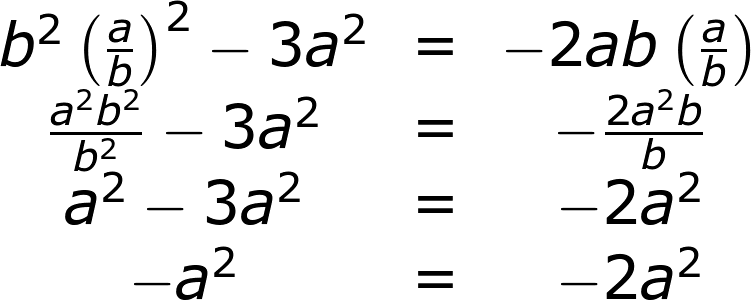 b² (a/b)² − 3a² = −2ab (a/b)
a²b²/b² − 3a² = −2a²b/b
a² − 3a² = −2a²
−a² = −2a²